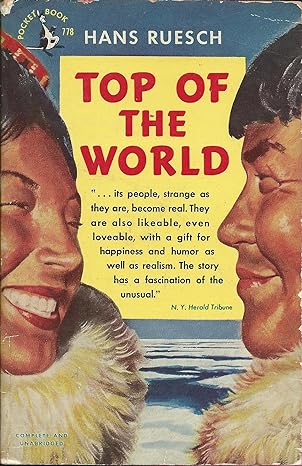 POCKET BOOK
778
HANS RUESCH
TOP OF
THE
WORLD
". . . its people, strange as
they are, become real. They
are also likeable, even
loveable, with a gift for
happiness and humor as
well as realism. The story
has a fascination of the
unusual."
N. Y. Herald Tribune
COMPLETE AND
UNABRIDGED